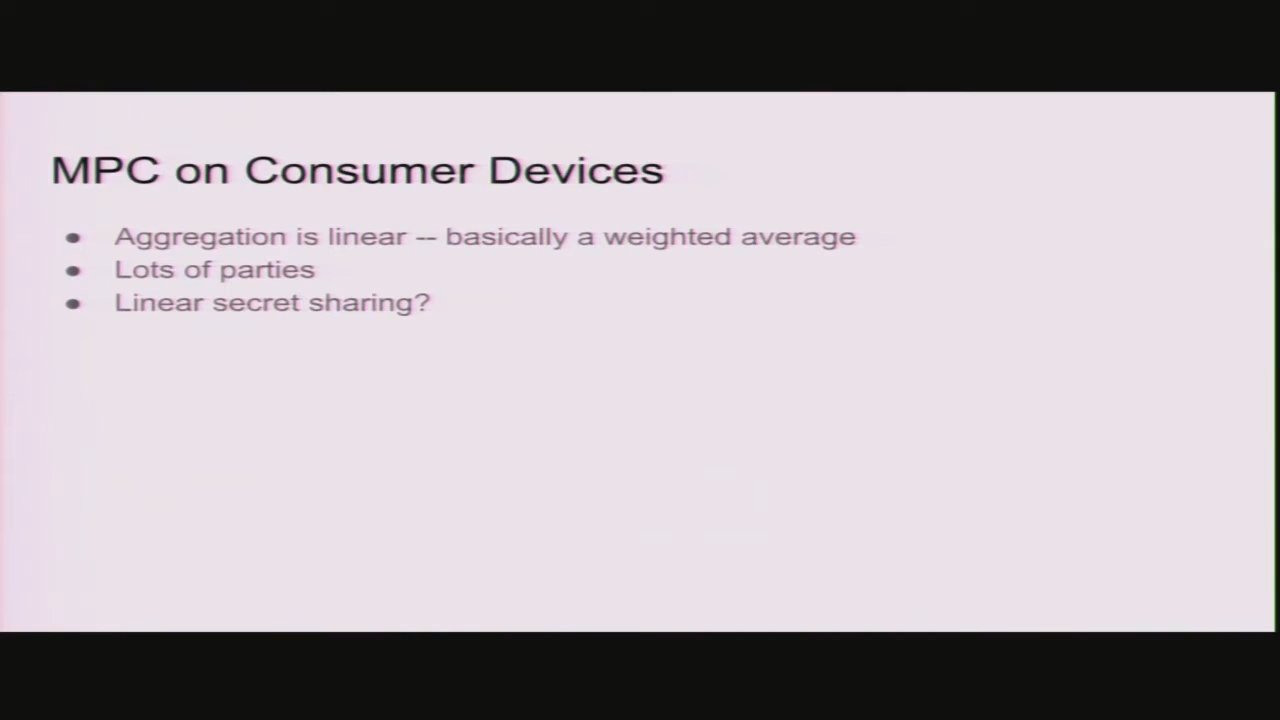 MPC on Consumer Devices
● Aggregation is linear -- basically a weighted average
● Lots of parties
● Linear secret sharing?